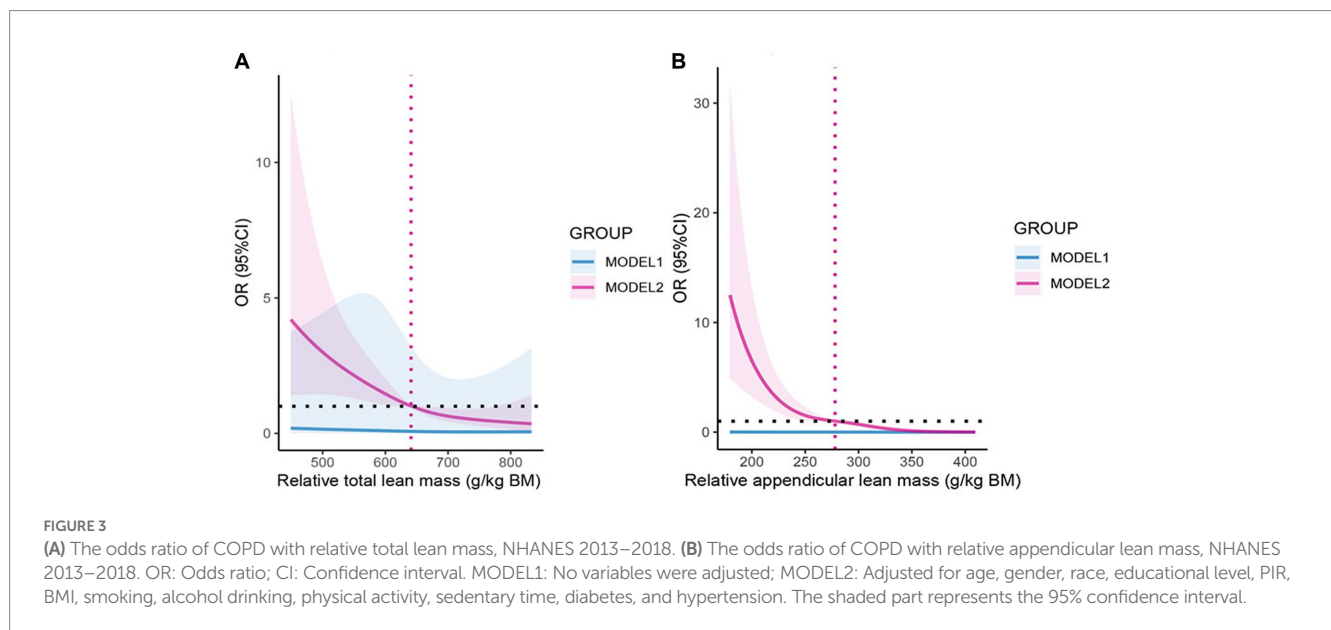 A
OR (95%CI)
10
5
0
500 600 700 800
Relative total lean mass (g/kg BM)
GROUP
MODEL1
MODEL2
B
OR (95%CI)
30
20
10
0
200 250 300 350 400
Relative appendicular lean mass (g/kg BM)
GROUP
MODEL1
MODEL2
FIGURE 3
(A) The odds ratio of COPD with relative total lean mass, NHANES 2013–2018. (B) The odds ratio of COPD with relative appendicular lean mass, NHANES
2013–2018. OR: Odds ratio; CI: Confidence interval. MODEL1: No variables were adjusted; MODEL2: Adjusted for age, gender, race, educational level, PIR,
BMI, smoking, alcohol drinking, physical activity, sedentary time, diabetes, and hypertension. The shaded part represents the 95% confidence interval.